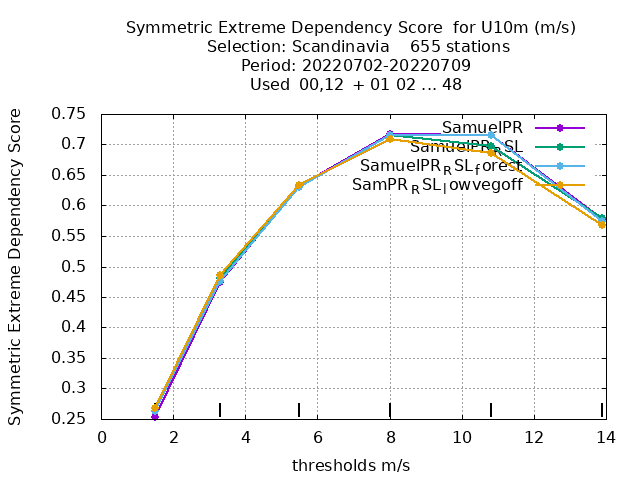 Symmetric Extreme Dependency Score for U10m (m/s)
Selection: Scandinavia 655 stations
Period: 20220702-20220709
Used 00,12 + 01 02 ... 48
Symmetric Extreme Dependency Score
0.75
0.7
0.65
0.6
0.55
0.5
0.45
0.4
0.35
0.3
0.25
SamuelPR
SamuelPR_RSL
SamuelPR_RSL_forest
SamPR_RSL_lowvegoff
0 2 4 6 8 10 12 14
thresholds m/s